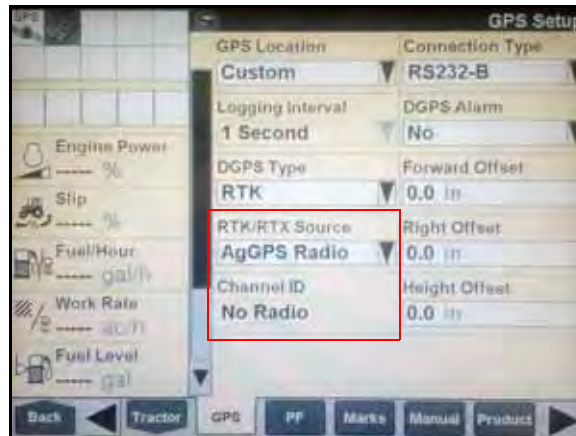 GPS
GPS Setup
GPS Location
Custom
Connection Type
RS232-B
Logging Interval
1 Second
DGPS Alarm
No
DGPS Type
RTK
Forward Offset
0.0 in
RTK/RTX Source
AgGPS Radio
Right Offset
0.0 in
Channel ID
No Radio
Height Offset
0.0 in
Engine Power
----- %
Slip
----- %
Fuel/Hour
----- gal/h
Work Rate
----- ac/h
Fuel Level
----- gal
Back
Tractor
GPS
PF
Marks
Manual
Product